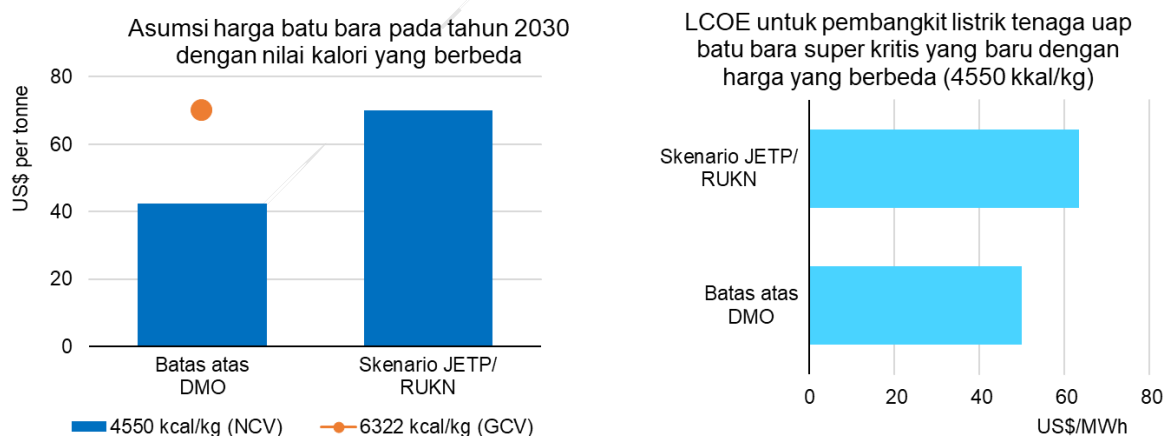 Asumsi harga batu bara pada tahun 2030
dengan nilai kalori yang berbeda
US$ per tonne
80
60
40
20
0
Batas atas
DMO
Skenario JETP/
RUKN
4550 kcal/kg (NCV)
6322 kcal/kg (GCV)
LCOE untuk pembangkit listrik tenaga uap
batu bara super kritis yang baru dengan
harga yang berbeda (4550 kkal/kg)
Skenario JETP/
RUKN
Batas atas
DMO
0 20 40 60 80
US$/MWh